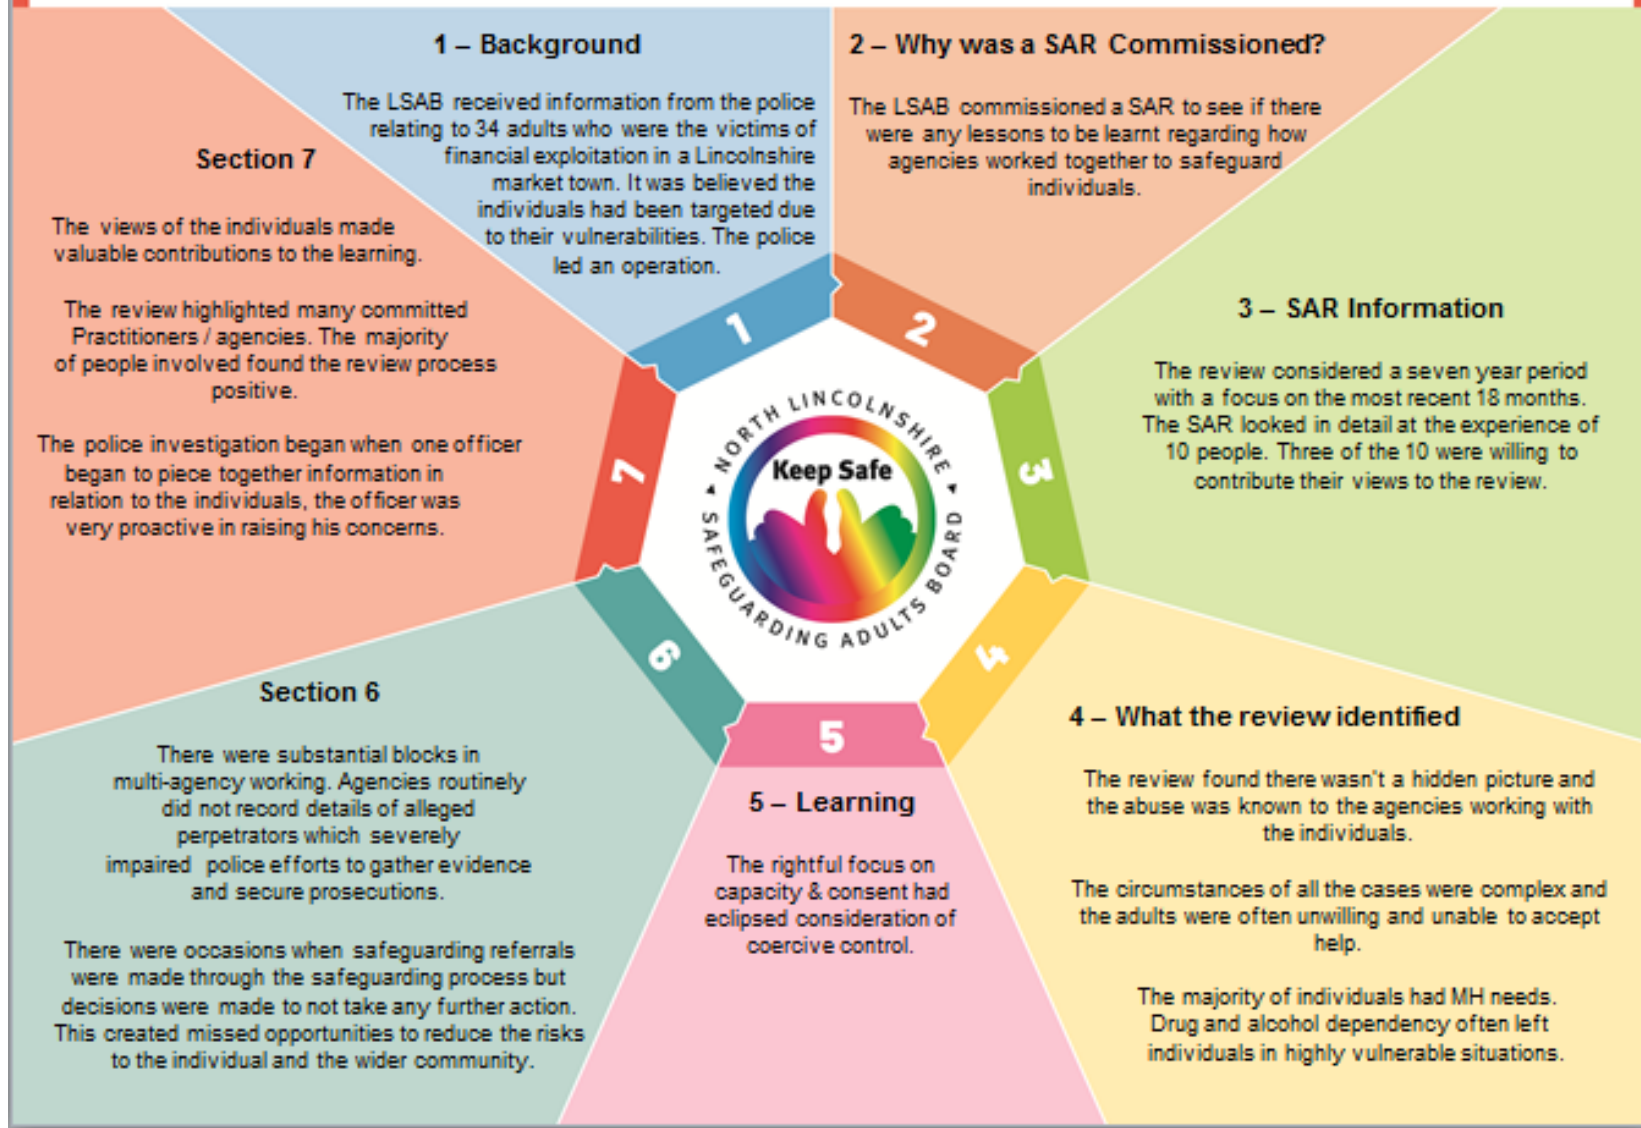 1 – Background
The LSAB received information from the police
relating to 34 adults who were the victims of
financial exploitation in a Lincolnshire
market town. It was believed the
individuals had been targeted due
to their vulnerabilities. The police
led an operation.
2 – Why was a SAR Commissioned?
The LSAB commissioned a SAR to see if there
were any lessons to be learnt regarding how
agencies worked together to safeguard
individuals.
3 – SAR Information
The review considered a seven year period
with a focus on the most recent 18 months.
The SAR looked in detail at the experience of
10 people. Three of the 10 were willing to
contribute their views to the review.
4 – What the review identified
The review found there wasn't a hidden picture and
the abuse was known to the agencies working with
the individuals.
The circumstances of all the cases were complex and
the adults were often unwilling and unable to accept
help.
The majority of individuals had MH needs.
Drug and alcohol dependency often left
individuals in highly vulnerable situations.
5 – Learning
The rightful focus on
capacity & consent had
eclipsed consideration of
coercive control.
Section 6
There were substantial blocks in
multi-agency working. Agencies routinely
did not record details of alleged
perpetrators which severely
impaired police efforts to gather evidence
and secure prosecutions.
There were occasions when safeguarding referrals
were made through the safeguarding process but
decisions were made to not take any further action.
This created missed opportunities to reduce the risks
to the individual and the wider community.
Section 7
The views of the individuals made
valuable contributions to the learning.
The review highlighted many committed
Practitioners / agencies. The majority
of people involved found the review process
positive.
The police investigation began when one officer
began to piece together information in
relation to the individuals, the officer was
very proactive in raising his concerns.
1
2
3
4
5
6
7
NORTH LINCOLNSHIRE
SAFEGUARDING ADULTS BOARD
Keep Safe